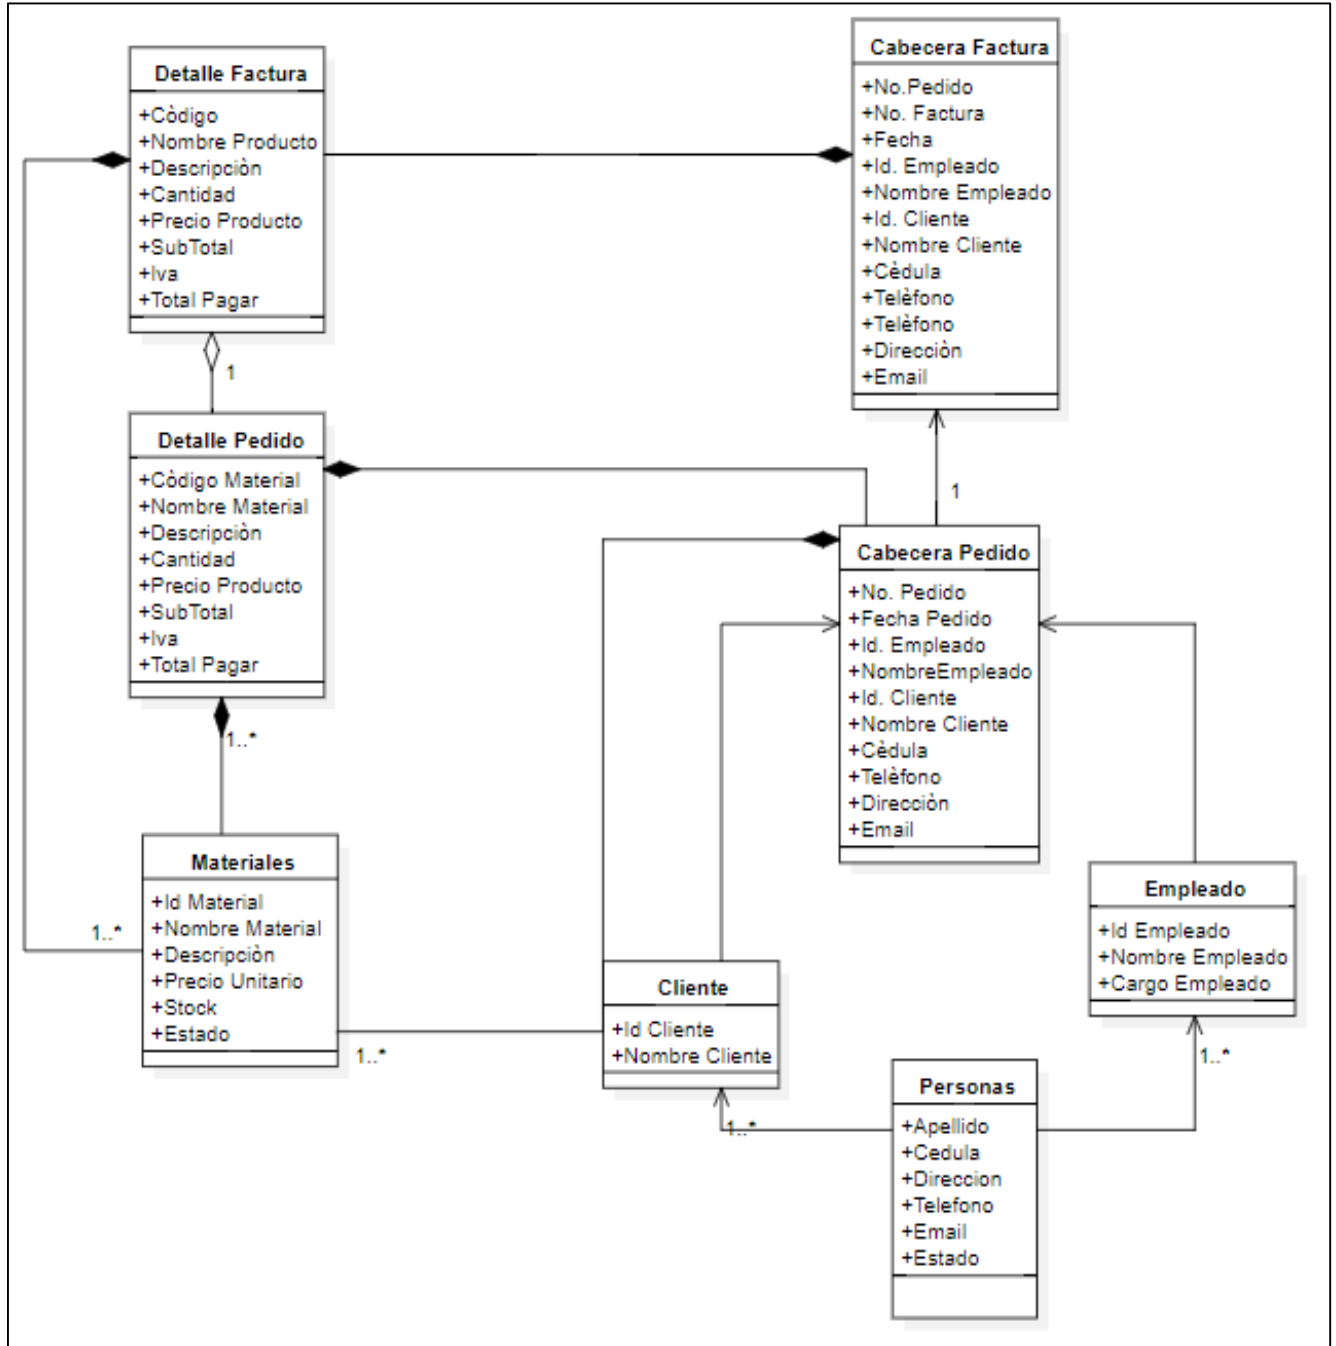 Detalle Factura
+Còdigo
+Nombre Producto
+Descripciòn
+Cantidad
+Precio Producto
+SubTotal
+Iva
+Total Pagar
Cabecera Factura
+No.Pedido
+No. Factura
+Fecha
+Id. Empleado
+Nombre Empleado
+Id. Cliente
+Nombre Cliente
+Cèdula
+Telèfono
+Telèfono
+Direcciòn
+Email
1
Detalle Pedido
+Còdigo Material
+Nombre Material
+Descripciòn
+Cantidad
+Precio Producto
+SubTotal
+Iva
+Total Pagar
1
Cabecera Pedido
+No. Pedido
+Fecha Pedido
+Id. Empleado
+NombreEmpleado
+Id. Cliente
+Nombre Cliente
+Cèdula
+Telèfono
+Direcciòn
+Email
1..*
Materiales
+Id Material
+Nombre Material
+Descripciòn
+Precio Unitario
+Stock
+Estado
1..*
1..*
Cliente
+Id Cliente
+Nombre Cliente
1..*
Empleado
+Id Empleado
+Nombre Empleado
+Cargo Empleado
1..*
Personas
+Apellido
+Cedula
+Direccion
+Telefono
+Email
+Estado